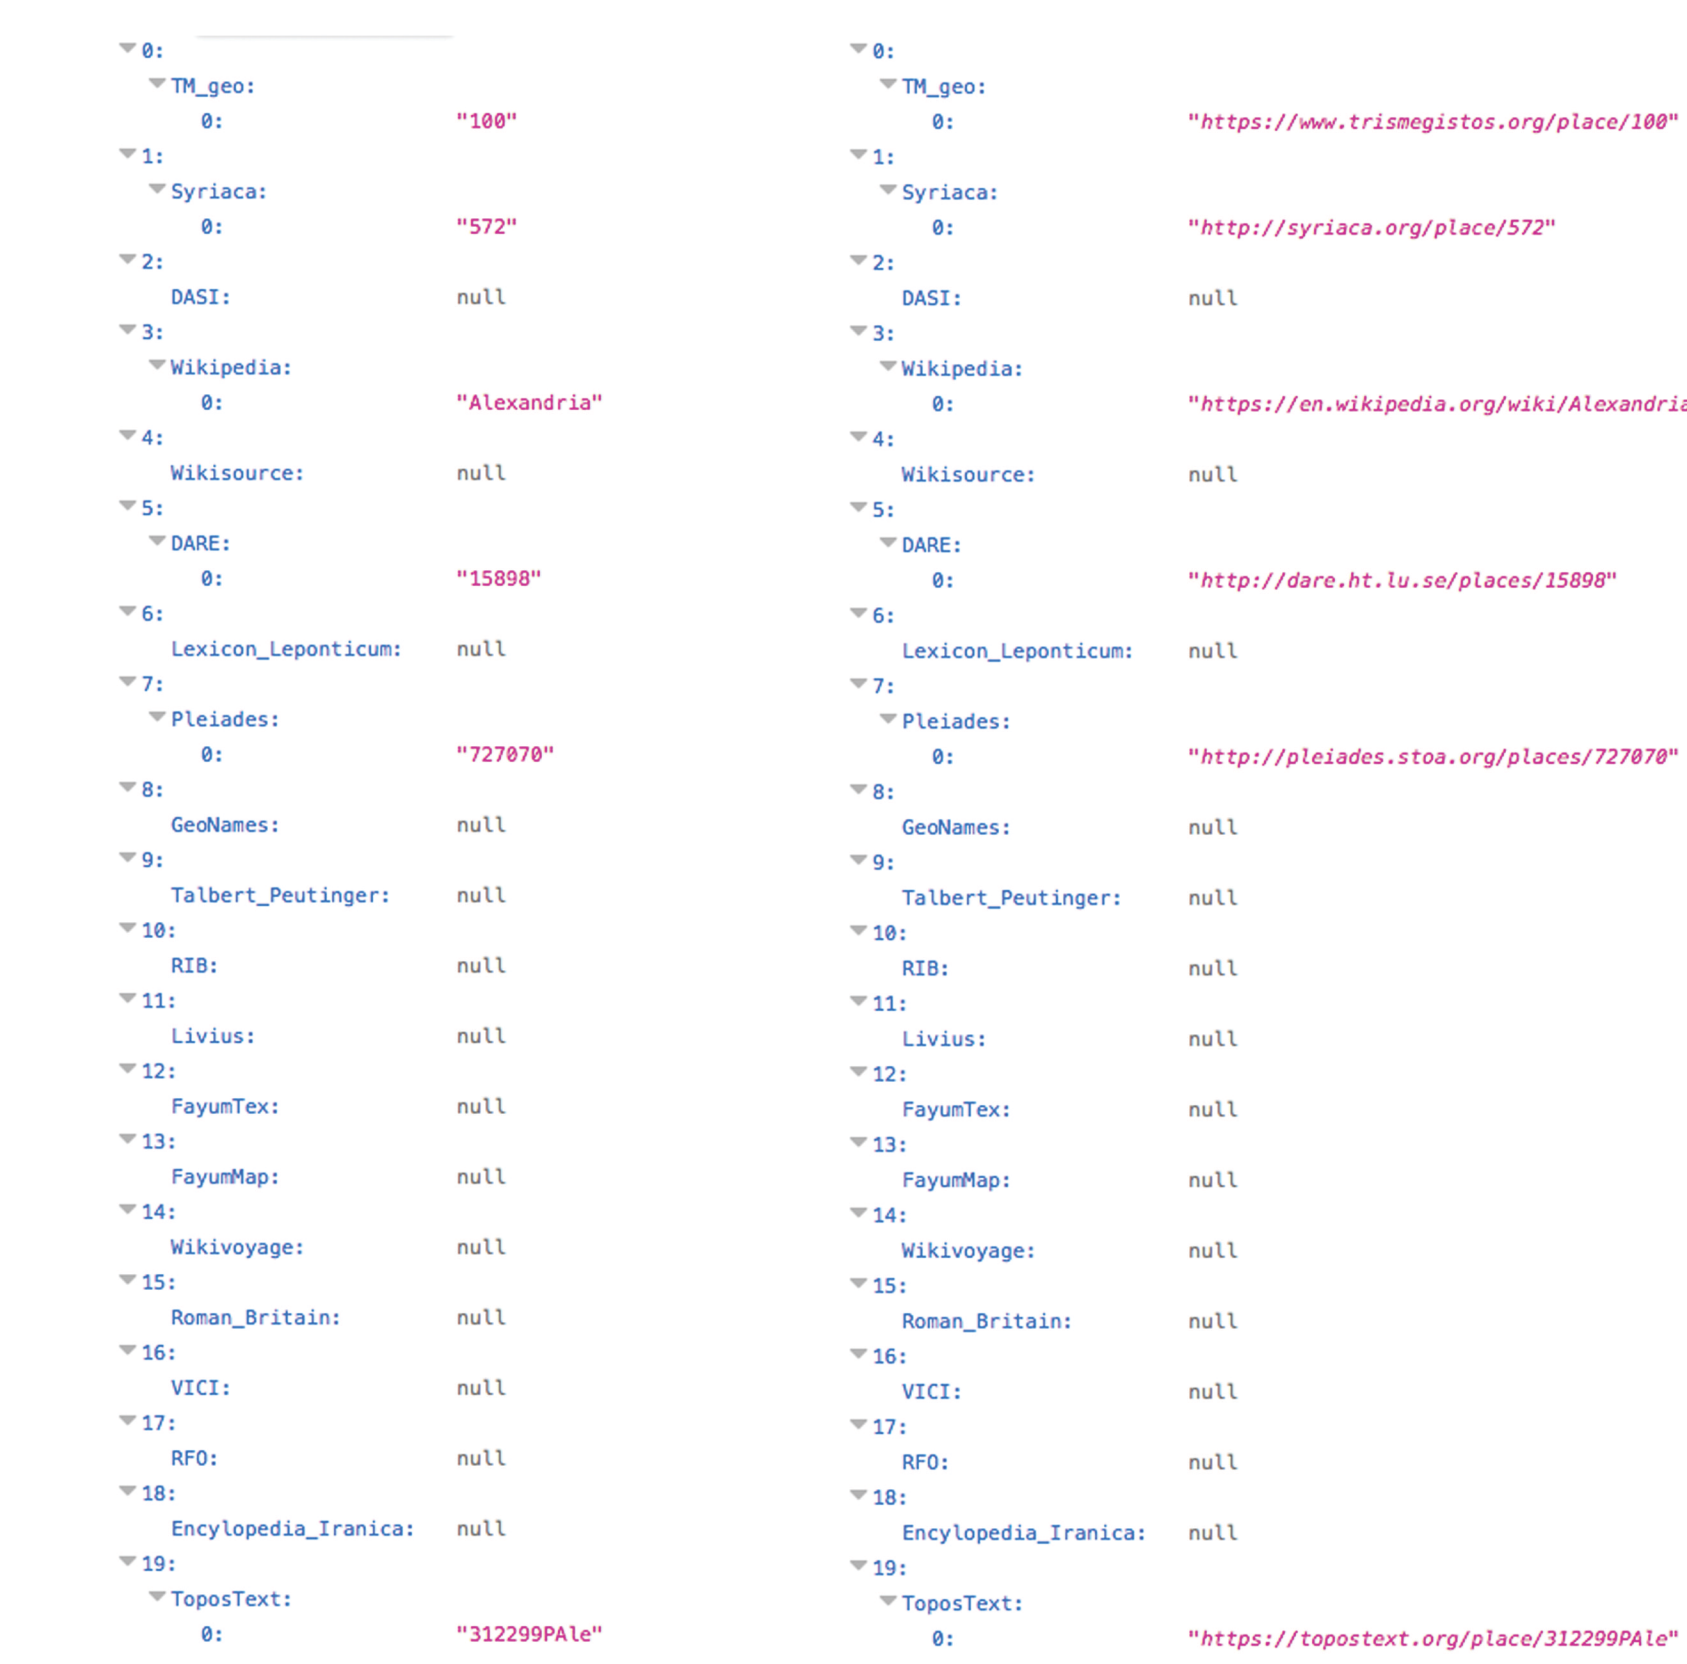 0:
TM_geo:
0: "100"
1:
Syriaca:
0: "572"
2:
DASI: null
3:
Wikipedia:
0: "Alexandria"
4:
Wikisource: null
5:
DARE:
0: "15898"
6:
Lexicon_Leponticum: null
7:
Pleiades:
0: "727070"
8:
GeoNames: null
9:
Talbert_Peutinger: null
10:
RIB: null
11:
Livius: null
12:
FayumTex: null
13:
FayumMap: null
14:
Wikivoyage: null
15:
Roman_Britain: null
16:
VICI: null
17:
RFO: null
18:
Encylopedia_Iranica: null
19:
ToposText:
0: "312299PAle"
0:
TM_geo:
0: "https://www.trismegistos.org/place/100"
1:
Syriaca:
0: "http://syriaca.org/place/572"
2:
DASI: null
3:
Wikipedia:
0: "https://en.wikipedia.org/wiki/Alexandria
4:
Wikisource: null
5:
DARE:
0: "http://dare.ht.lu.se/places/15898"
6:
Lexicon_Leponticum: null
7:
Pleiades:
0: "http://pleiades.stoa.org/places/727070"
8:
GeoNames: null
9:
Talbert_Peutinger: null
10:
RIB: null
11:
Livius: null
12:
FayumTex: null
13:
FayumMap: null
14:
Wikivoyage: null
15:
Roman_Britain: null
16:
VICI: null
17:
RFO: null
18:
Encylopedia_Iranica: null
19:
ToposText:
0: "https://topostext.org/place/312299PAle"